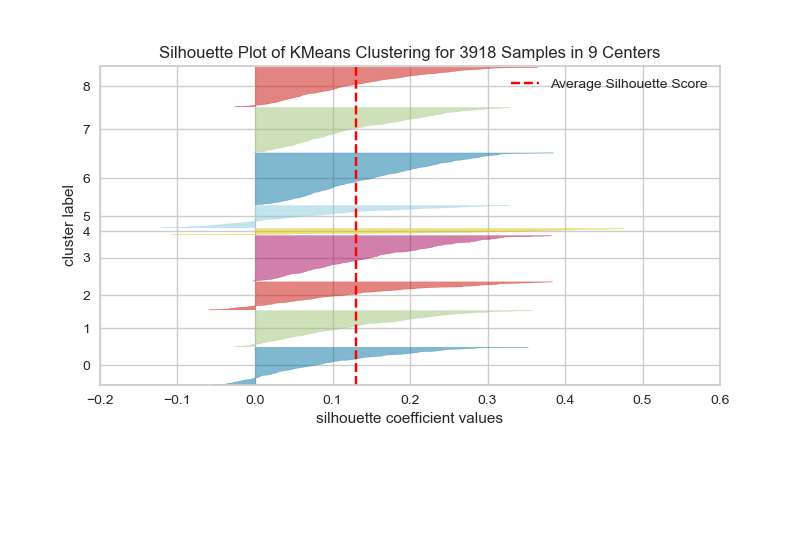 Silhouette Plot of KMeans Clustering for 3918 Samples in 9 Centers
Average Silhouette Score
cluster label
8
7
6
5
4
3
2
1
0
−0.2 −0.1 0.0 0.1 0.2 0.3 0.4 0.5 0.6
silhouette coefficient values